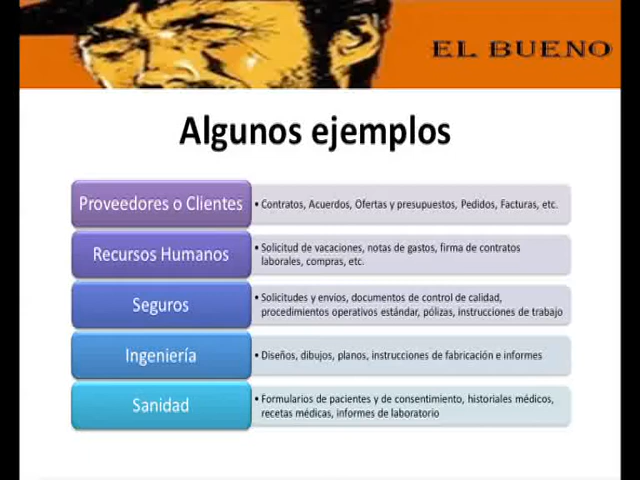 EL BUENO
Algunos ejemplos
Proveedores o Clientes
• Contratos, Acuerdos, Ofertas y presupuestos, Pedidos, Facturas, etc.
Recursos Humanos
• Solicitud de vacaciones, notas de gastos, firma de contratos
laborales, compras, etc.
Seguros
• Solicitudes y envíos, documentos de control de calidad,
procedimientos operativos estándar, pólizas, instrucciones de trabajo
Ingeniería
• Diseños, dibujos, planos, instrucciones de fabricación e informes
Sanidad
• Formularios de pacientes y de consentimiento, historiales médicos,
recetas médicas, informes de laboratorio